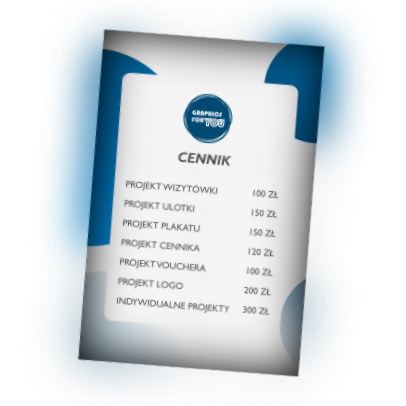 GRAPHICS
FOR YOU
CENNIK
PROJEKT WIZYTÓWKI 100 ZŁ
PROJEKT ULOTKI 150 ZŁ
PROJEKT PLAKATU 150 ZŁ
PROJEKT CENNIKA 120 ZŁ
PROJEKT VOUCHERA 100 ZŁ
PROJEKT LOGO 200 ZŁ
INDYWIDUALNE PROJEKTY 300 ZŁ